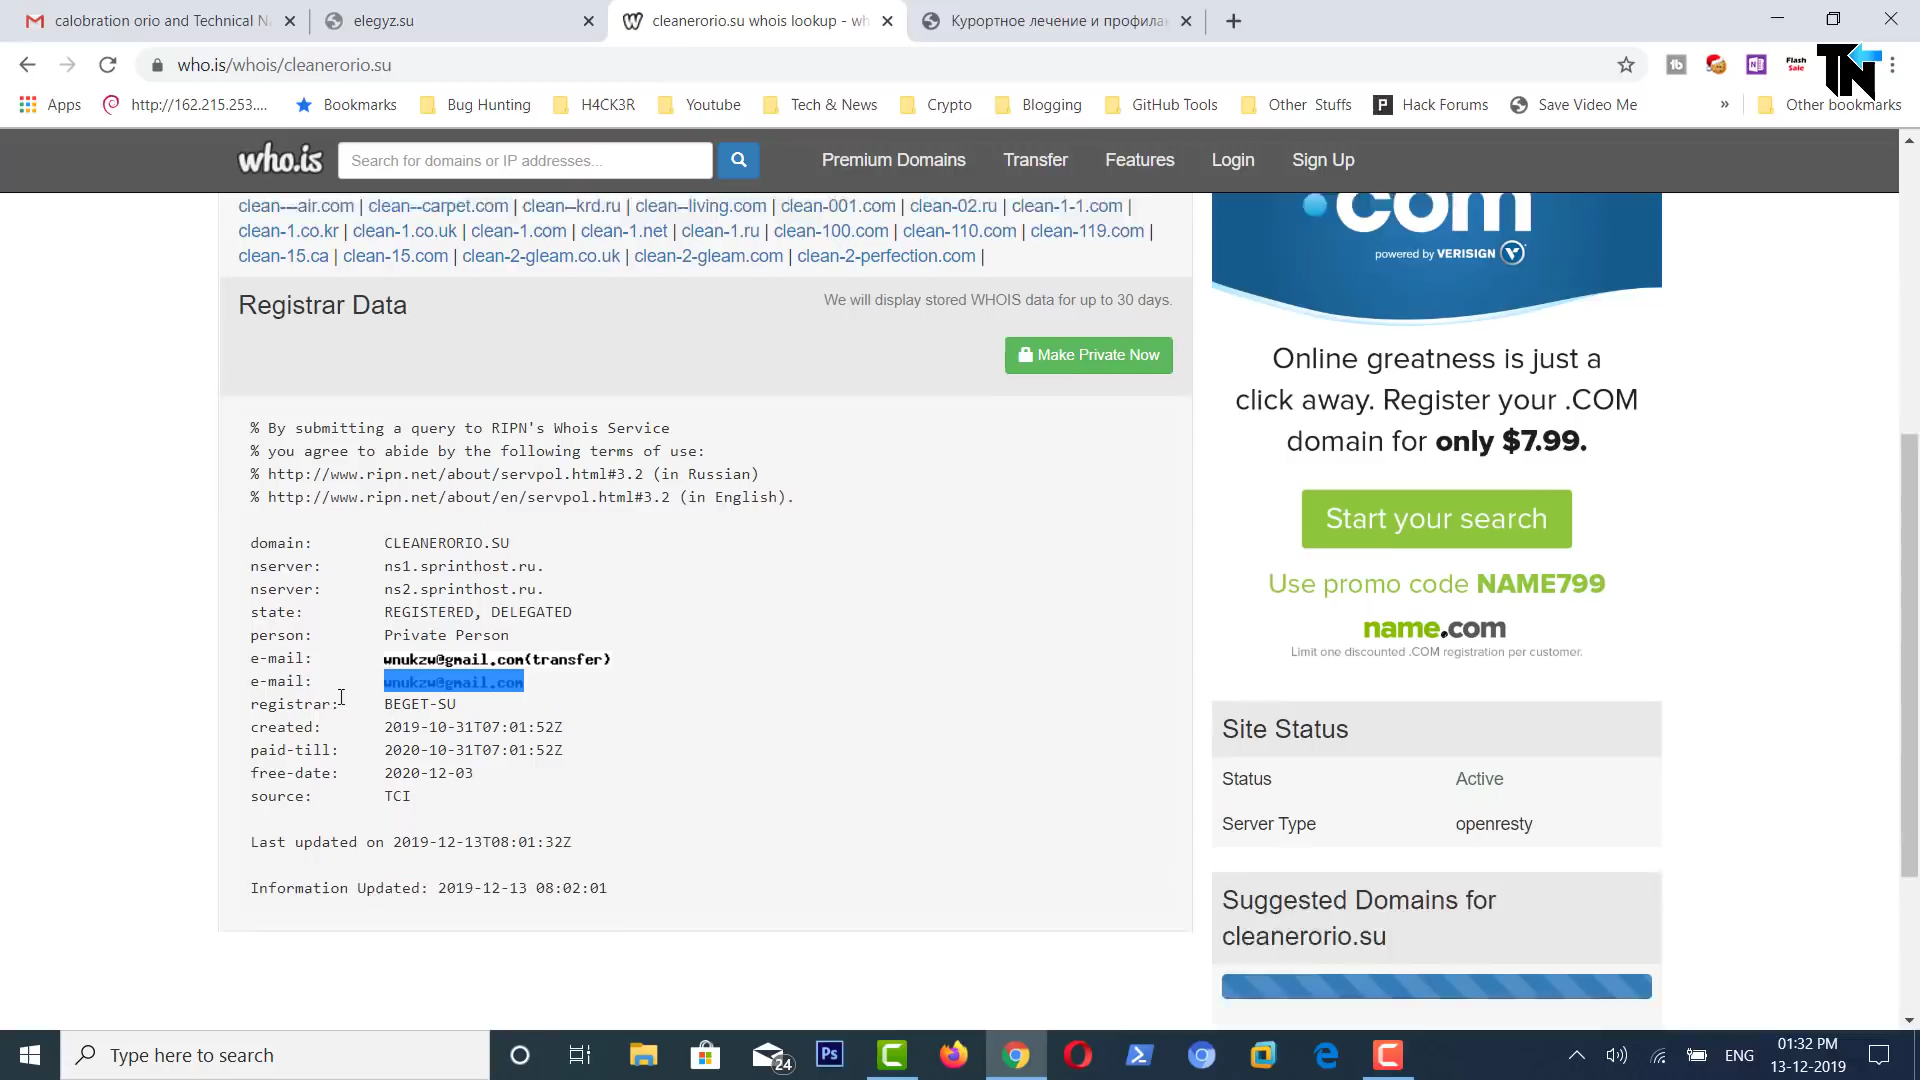 calobration orio and Technical N
elegyz.su
cleanerorio.su whois lookup - wh
Курортное лечение и профила
who.is/whois/cleanerorio.su
Flash Sale
TN
Apps
http://162.215.253....
Bookmarks
Bug Hunting
H4CK3R
Youtube
Tech & News
Crypto
Blogging
GitHub Tools
Other Stuffs
Hack Forums
Save Video Me
»
Other bookmarks
who.is
Search for domains or IP addresses...
Premium Domains
Transfer
Features
Login
Sign Up
clean---air.com | clean--carpet.com | clean--krd.ru | clean--living.com | clean-001.com | clean-02.ru | clean-1-1.com |
clean-1.co.kr | clean-1.co.uk | clean-1.com | clean-1.net | clean-1.ru | clean-100.com | clean-110.com | clean-119.com |
clean-15.ca | clean-15.com | clean-2-gleam.co.uk | clean-2-gleam.com | clean-2-perfection.com |
Registrar Data
We will display stored WHOIS data for up to 30 days.
Make Private Now
% By submitting a query to RIPN's Whois Service
% you agree to abide by the following terms of use:
% http://www.ripn.net/about/servpol.html#3.2 (in Russian)
% http://www.ripn.net/about/en/servpol.html#3.2 (in English).
domain: CLEANERORIO.SU
nserver: ns1.sprinthost.ru.
nserver: ns2.sprinthost.ru.
state: REGISTERED, DELEGATED
person: Private Person
e-mail: wnukzw@gmail.com(transfer)
e-mail: wnukzw@gmail.com
registrar: BEGET-SU
created: 2019-10-31T07:01:52Z
paid-till: 2020-10-31T07:01:52Z
free-date: 2020-12-03
source: TCI
Last updated on 2019-12-13T08:01:32Z
Information Updated: 2019-12-13 08:02:01
.com
powered by VERISIGN
Online greatness is just a
click away. Register your .COM
domain for only $7.99.
Start your search
Use promo code NAME799
name.com
Limit one discounted .COM registration per customer.
Site Status
Status Active
Server Type openresty
Suggested Domains for
cleanerorio.su
Type here to search
24
Ps
ENG
01:32 PM
13-12-2019